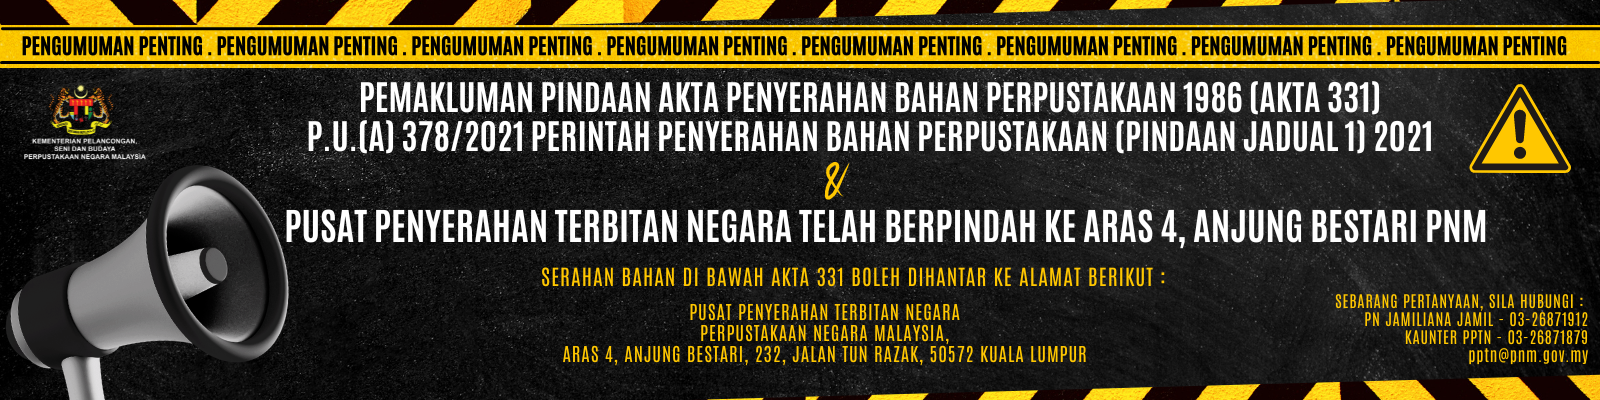 PENGUMUMAN PENTING . PENGUMUMAN PENTING . PENGUMUMAN PENTING . PENGUMUMAN PENTING . PENGUMUMAN PENTING . PENGUMUMAN PENTING . PENGUMUMAN PENTING . PENGUMUMAN PENTING
KEMENTERIAN PELANCONGAN,
SENI DAN BUDAYA
PERPUSTAKAAN NEGARA MALAYSIA
PEMAKLUMAN PINDAAN AKTA PENYERAHAN BAHAN PERPUSTAKAAN 1986 (AKTA 331)
P.U.(A) 378/2021 PERINTAH PENYERAHAN BAHAN PERPUSTAKAAN (PINDAAN JADUAL 1) 2021
&
PUSAT PENYERAHAN TERBITAN NEGARA TELAH BERPINDAH KE ARAS 4, ANJUNG BESTARI PNM
SERAHAN BAHAN DI BAWAH AKTA 331 BOLEH DIHANTAR KE ALAMAT BERIKUT :
PUSAT PENYERAHAN TERBITAN NEGARA
PERPUSTAKAAN NEGARA MALAYSIA,
ARAS 4, ANJUNG BESTARI, 232, JALAN TUN RAZAK, 50572 KUALA LUMPUR
SEBARANG PERTANYAAN, SILA HUBUNGI :
PN JAMILIANA JAMIL - 03-26871912
KAUNTER PPTN - 03-26871879
pptn@pnm.gov.my